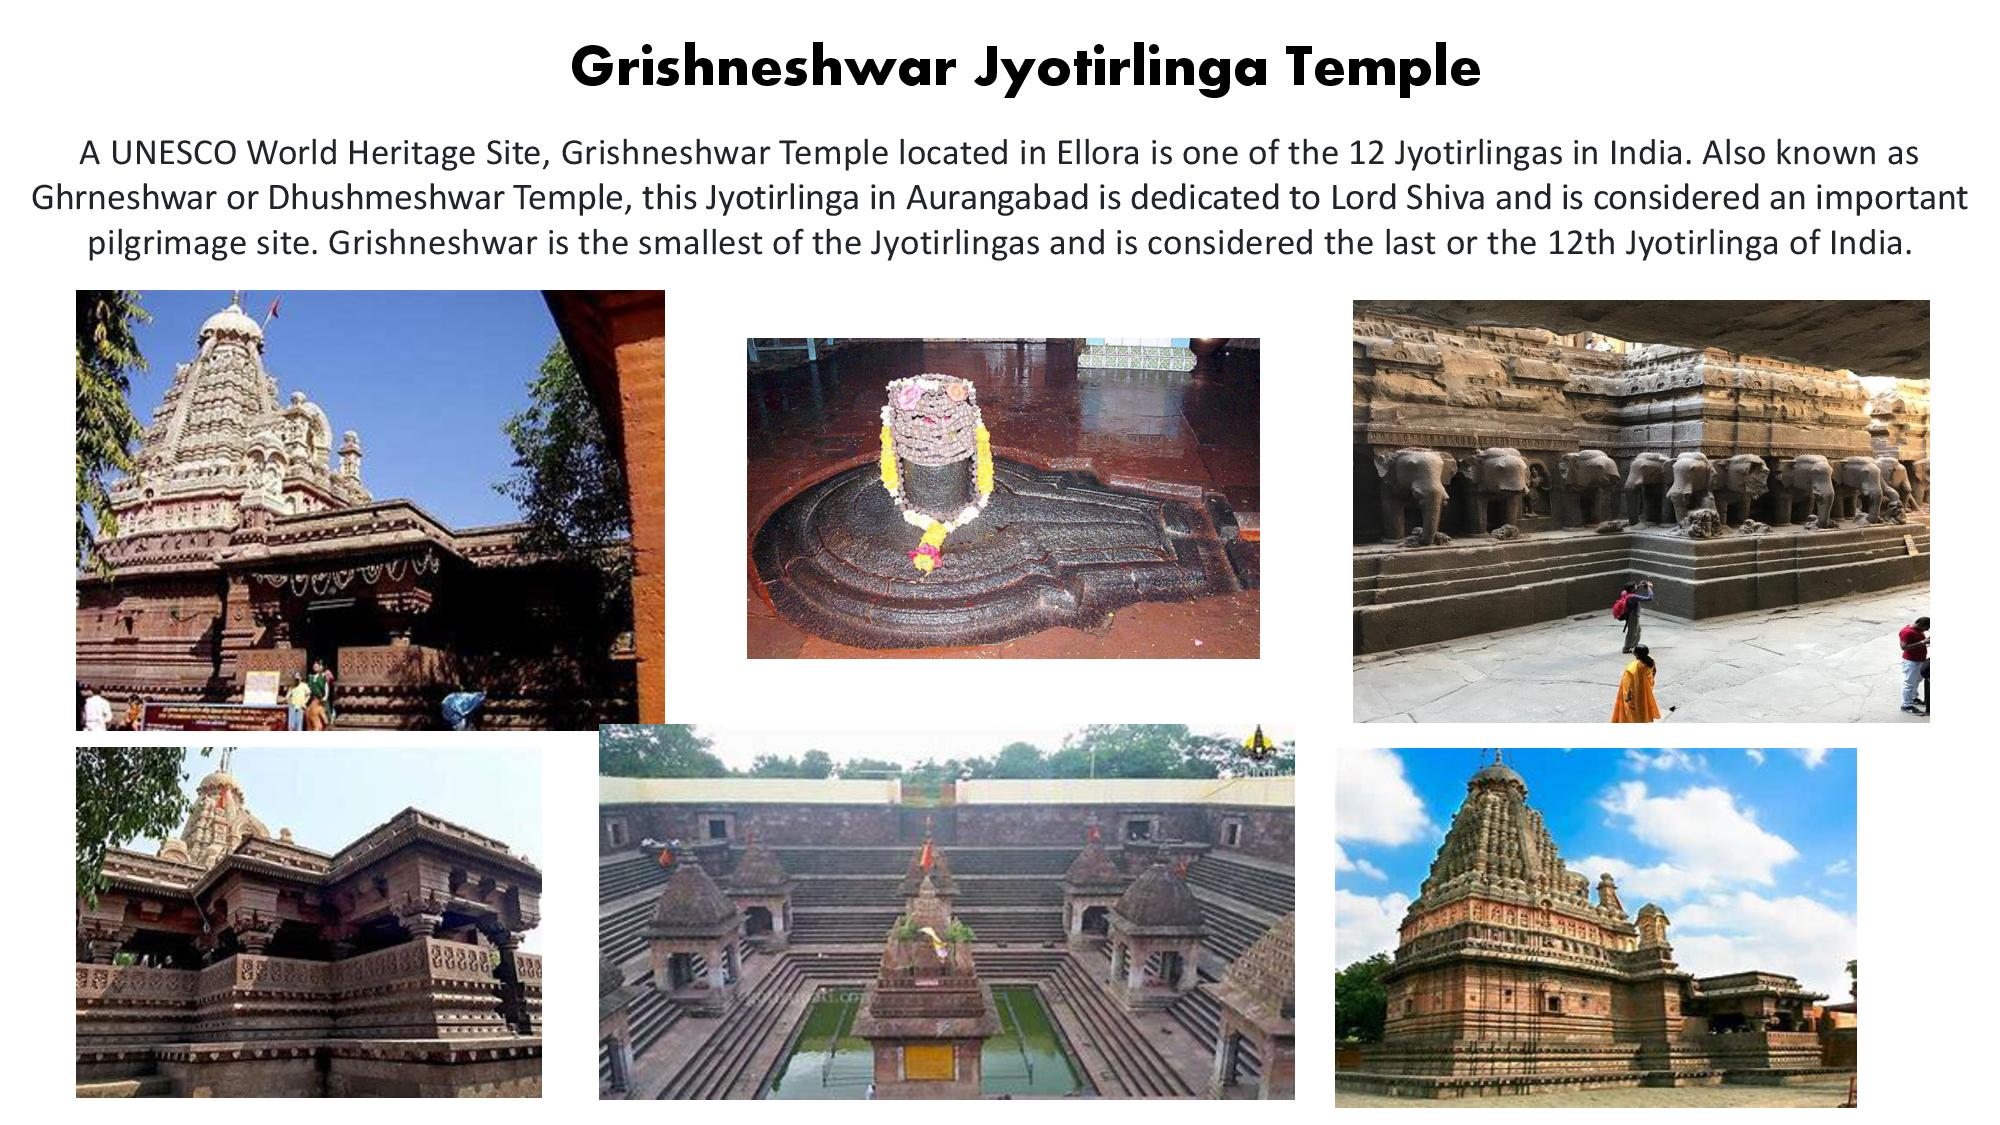 Grishneshwar Jyotirlinga Temple
A UNESCO World Heritage Site, Grishneshwar Temple located in Ellora is one of the 12 Jyotirlingas in India. Also known as
Ghrneshwar or Dhushmeshwar Temple, this Jyotirlinga in Aurangabad is dedicated to Lord Shiva and is considered an important
pilgrimage site. Grishneshwar is the smallest of the Jyotirlingas and is considered the last or the 12th Jyotirlinga of India.